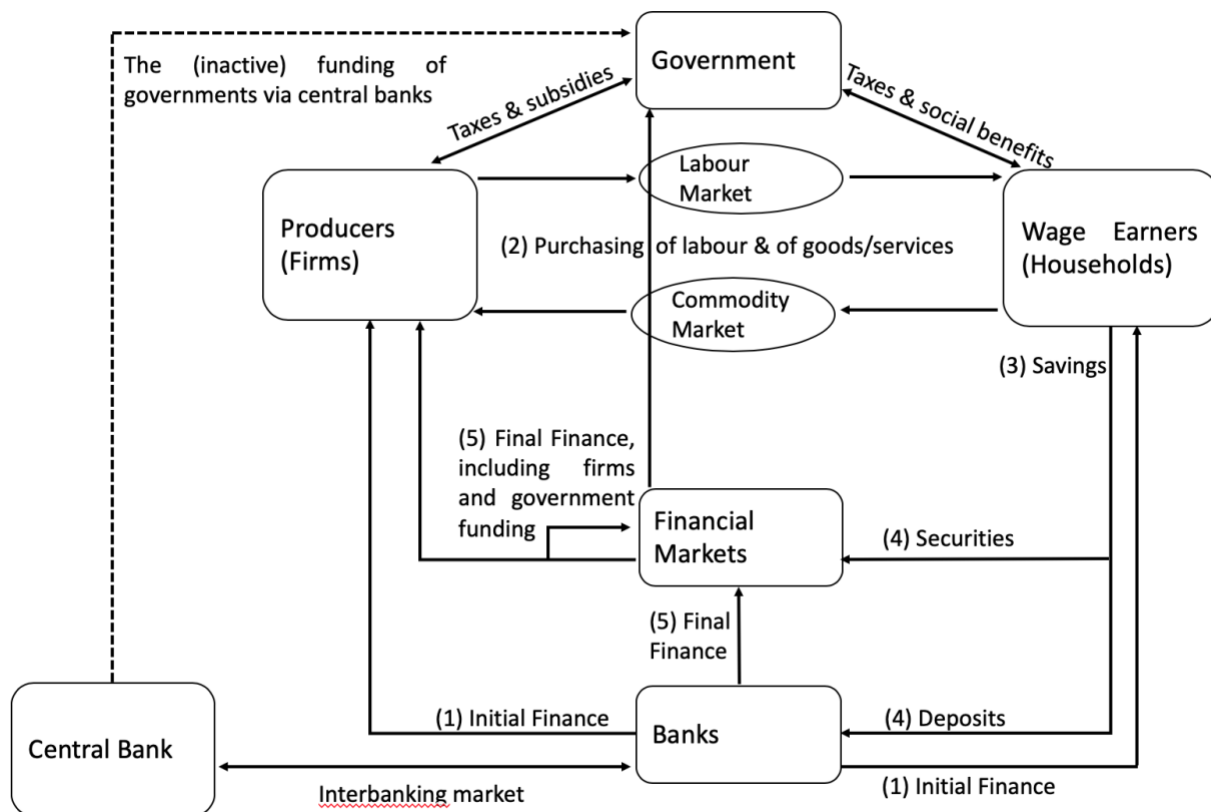 Government
The (inactive) funding of
governments via central banks
Taxes & subsidies
Taxes & social benefits
Labour
Market
Producers
(Firms)
(2) Purchasing of labour & of goods/services
Wage Earners
(Households)
Commodity
Market
(3) Savings
(5) Final Finance,
including firms
and government
funding
Financial
Markets
(4) Securities
(5) Final
Finance
(1) Initial Finance
Banks
(4) Deposits
Central Bank
Interbanking market
(1) Initial Finance